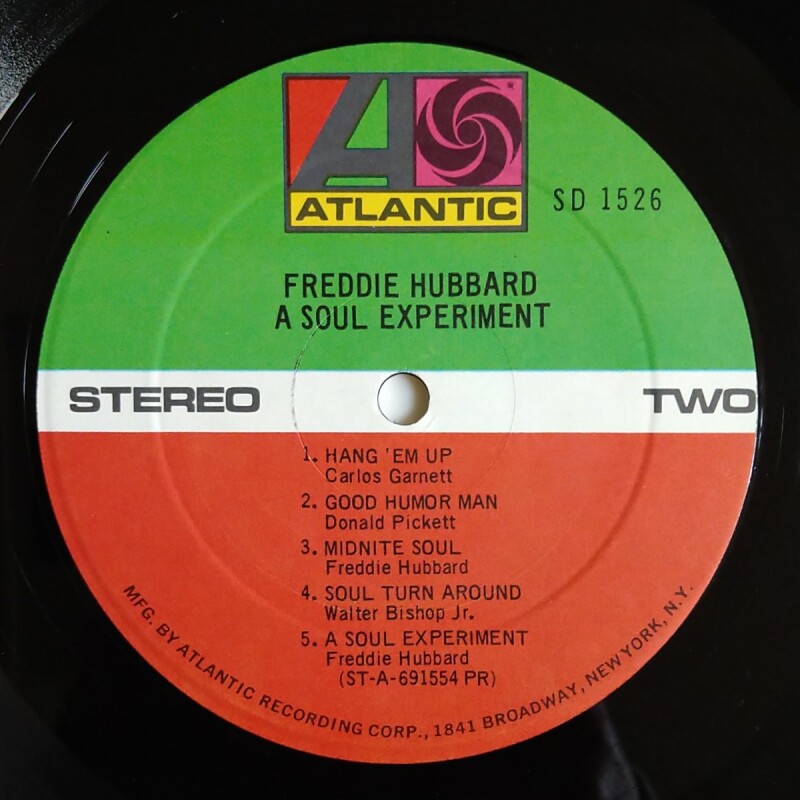 ATLANTIC
SD 1526
FREDDIE HUBBARD
A SOUL EXPERIMENT
STEREO
TWO
1. HANG 'EM UP
Carlos Garnett
2. GOOD HUMOR MAN
Donald Pickett
3. MIDNITE SOUL
Freddie Hubbard
4. SOUL TURN AROUND
Walter Bishop Jr.
5. A SOUL EXPERIMENT
Freddie Hubbard
(ST-A-691554 PR)
MFG. BY ATLANTIC RECORDING CORP., 1841 BROADWAY, NEW YORK, N.Y.